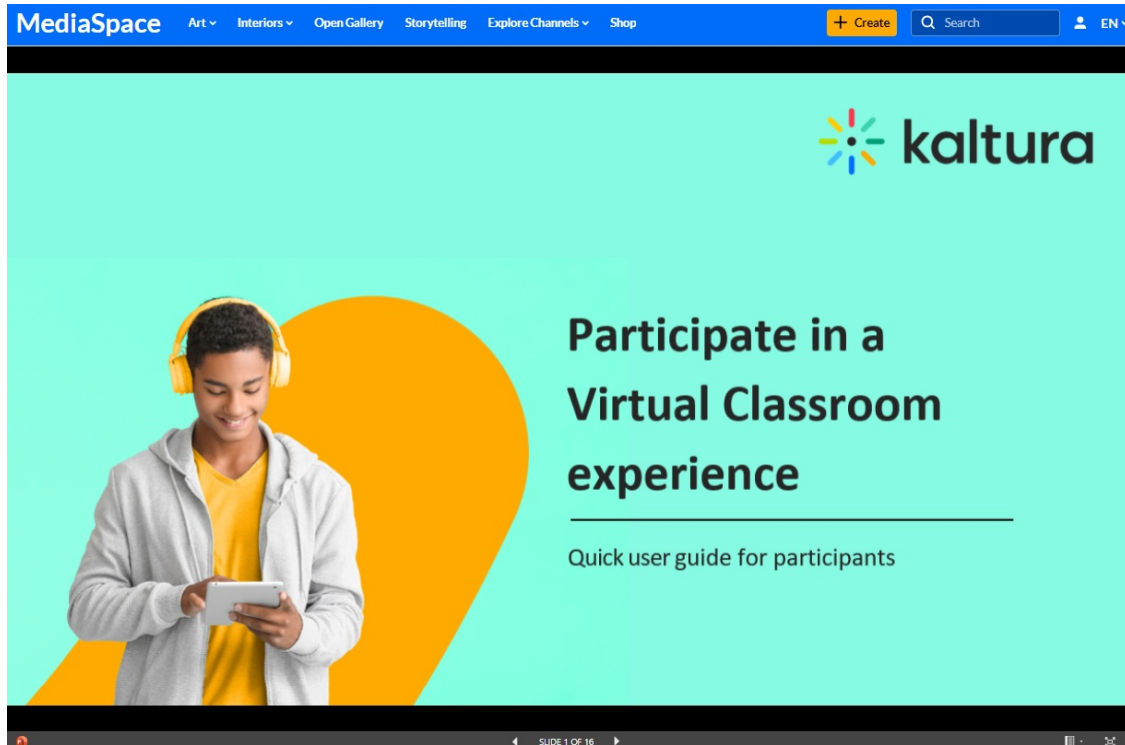 MediaSpace Art Interiors Open Gallery Storytelling Explore Channels Shop + Create Search EN
kaltura
Participate in a
Virtual Classroom
experience
Quick user guide for participants
SLIDE 1 OF 16